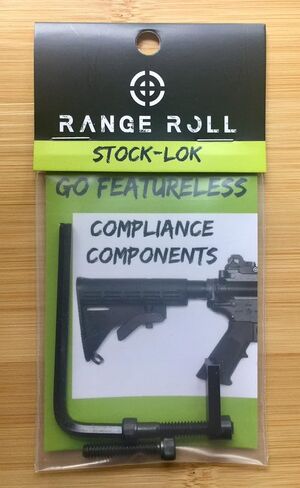 RANGE ROLL
STOCK-LOK
GO FEATURELESS
COMPLIANCE
COMPONENTS